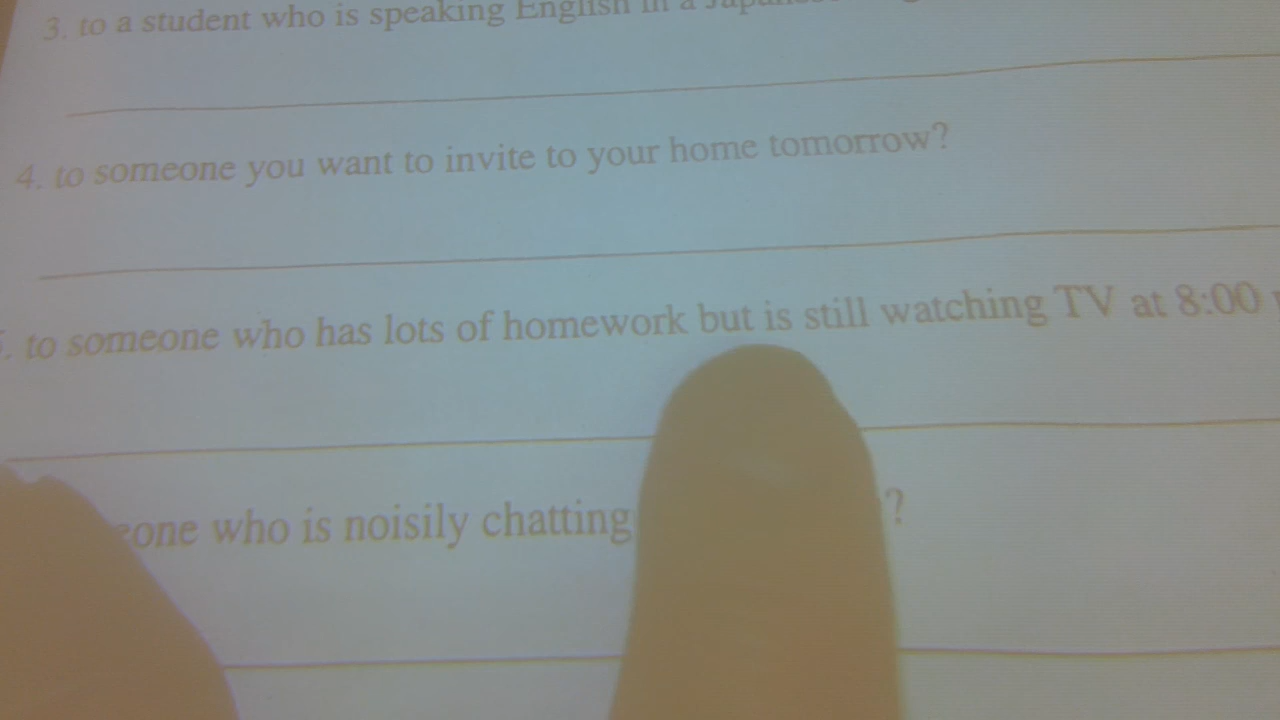 3. to a student who is speaking English in a
4. to someone you want to invite to your home tomorrow?
. to someone who has lots of homework but is still watching TV at 8:00
who is noisily chatting ?